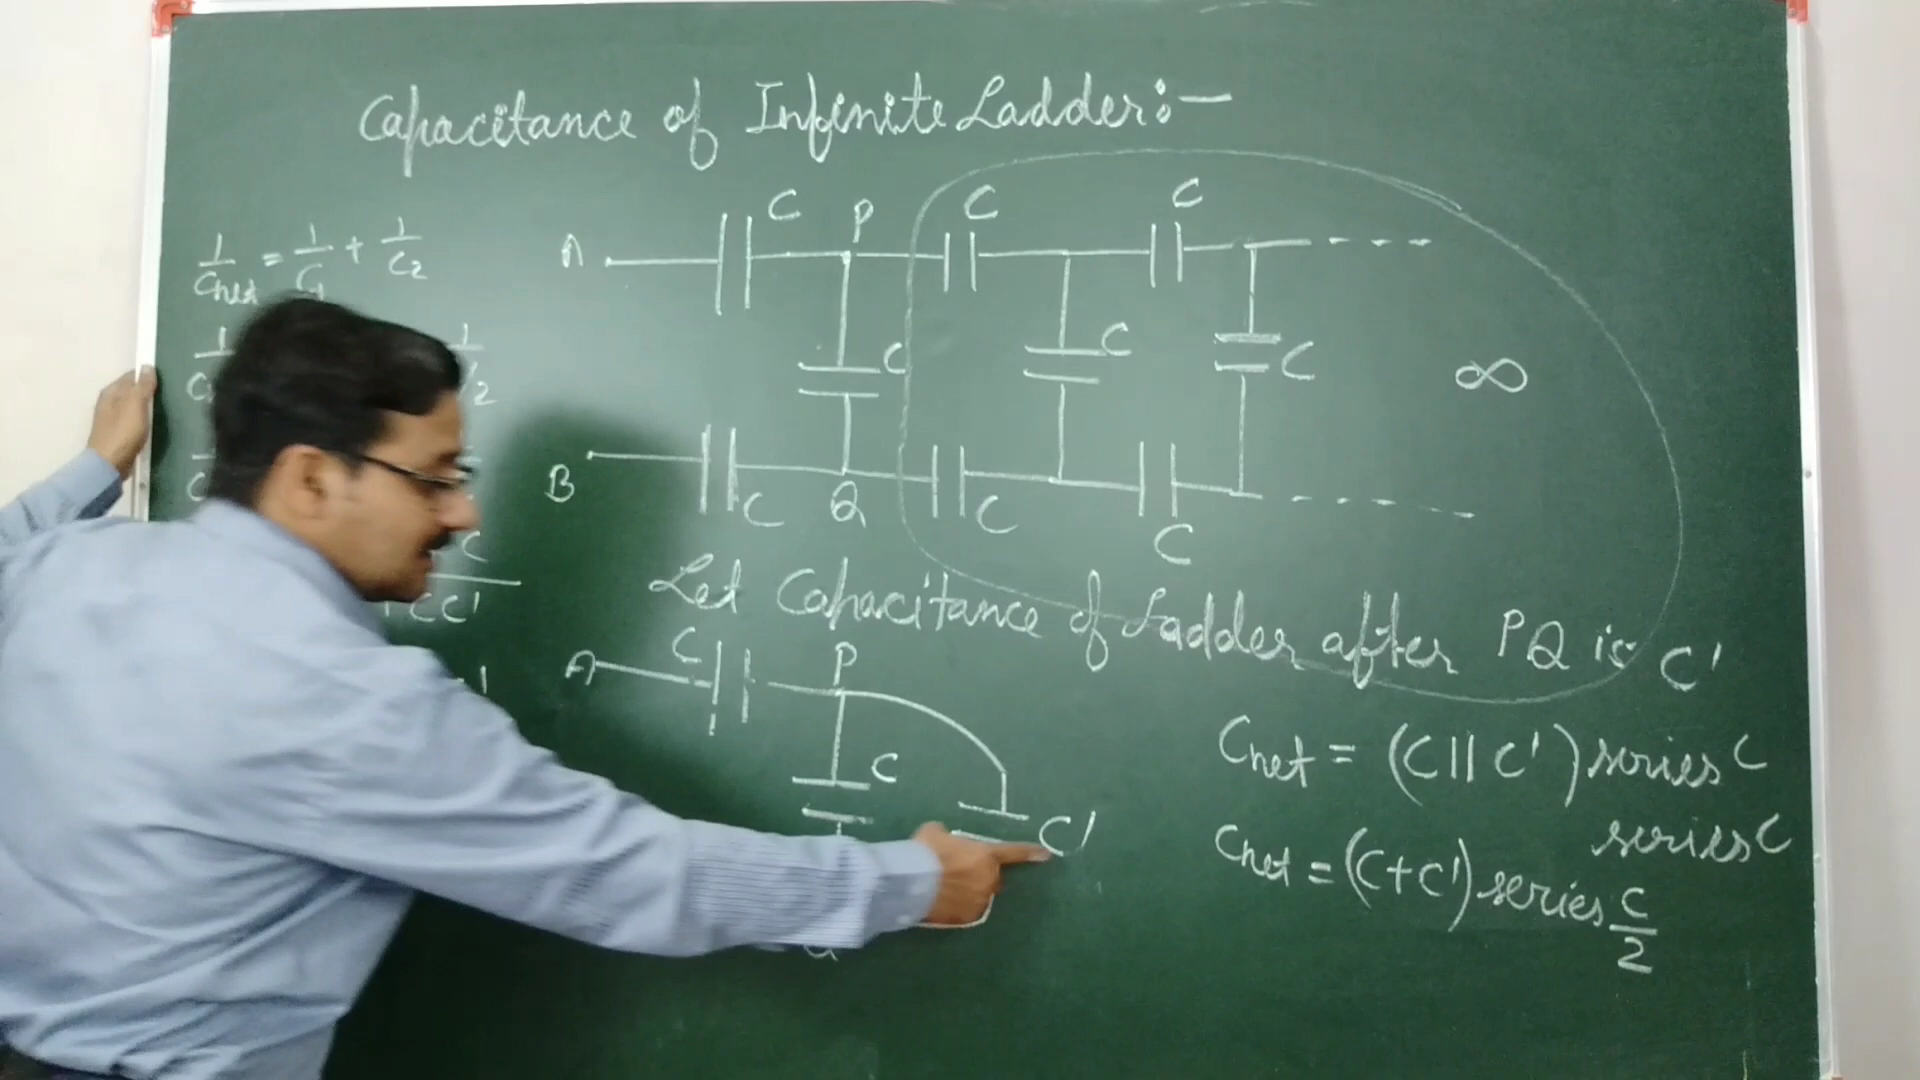 Capacitance of Infinite Ladder:-
1/Cnet = 1/C1 + 1/C2
A C P C C - - - -
C C C ∞
B C Q C C - - - -
Let Capacitance of Ladder after PQ is C'
A C P
C C'
Cnet = (C||C') series C
series C
Cnet = (C+C') series C/2